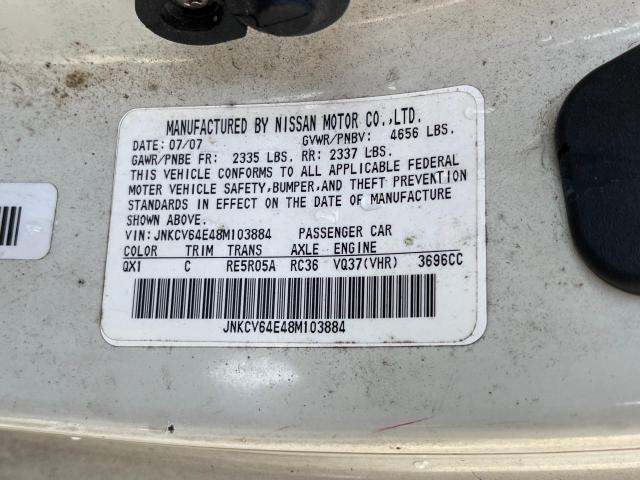 MANUFACTURED BY NISSAN MOTOR CO.,LTD.
DATE: 07/07 GVWR/PNBV: 4656 LBS.
GAWR/PNBE FR: 2335 LBS. RR: 2337 LBS.
THIS VEHICLE CONFORMS TO ALL APPLICABLE FEDERAL
MOTOR VEHICLE SAFETY,BUMPER,AND THEFT PREVENTION
STANDARDS IN EFFECT ON THE DATE OF MANUFACTURE
SHOWN ABOVE.
VIN: JNKCV64E48M103884 PASSENGER CAR
COLOR TRIM TRANS AXLE ENGINE
QX1 C RE5R05A RC36 VQ37(VHR) 3696CC
JNKCV64E48M103884